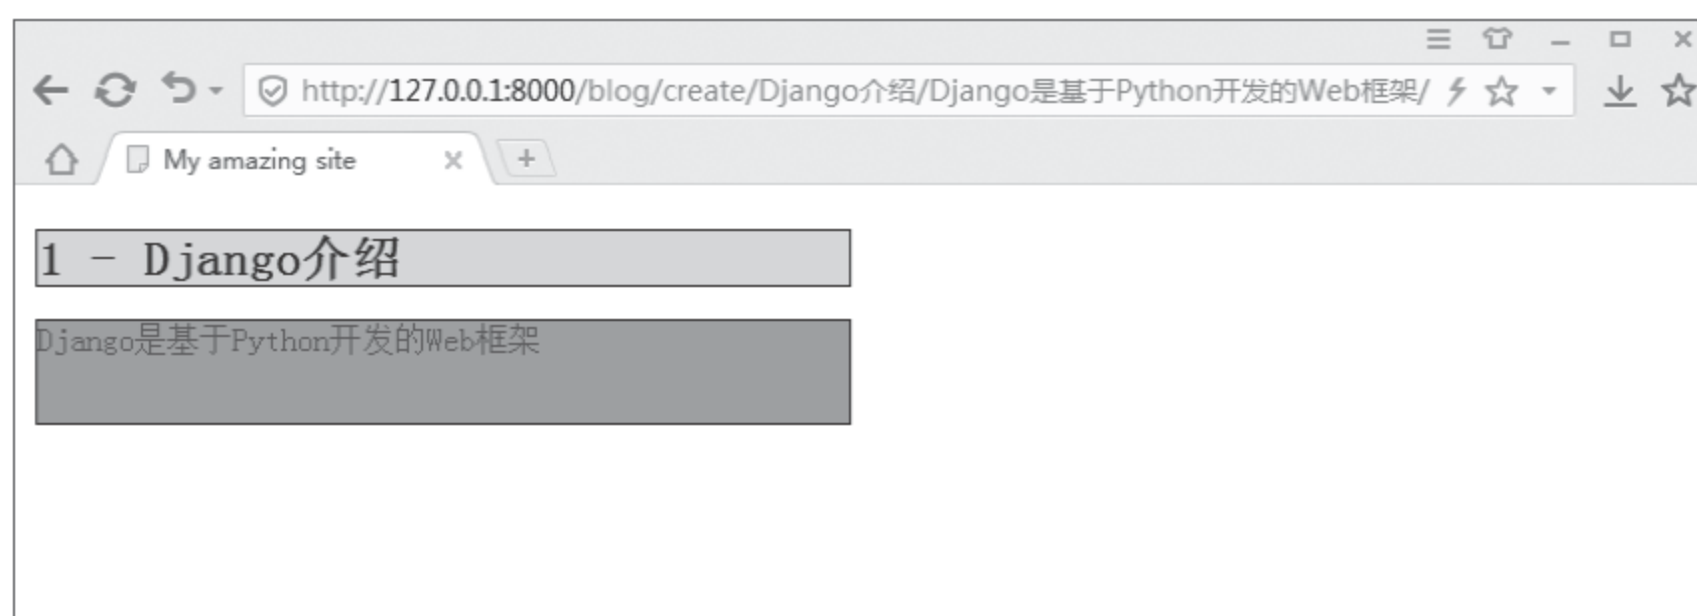 http://127.0.0.1:8000/blog/create/Django介绍/Django是基于Python开发的Web框架/
My amazing site
1 - Django介绍
Django是基于Python开发的Web框架